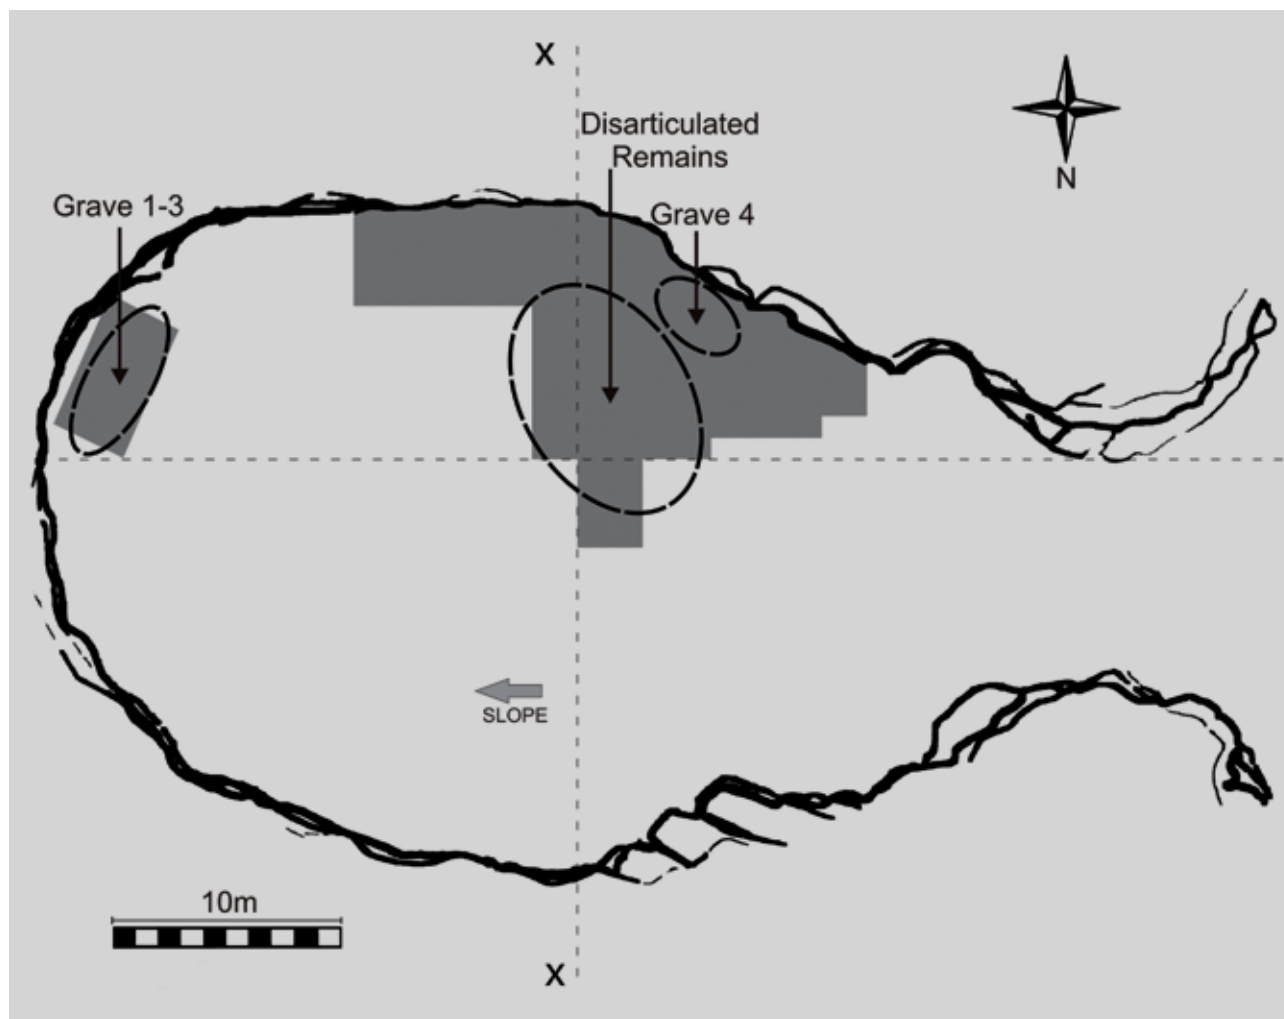 X
Disarticulated
Remains
N
Grave 1-3
Grave 4
SLOPE
10m
X